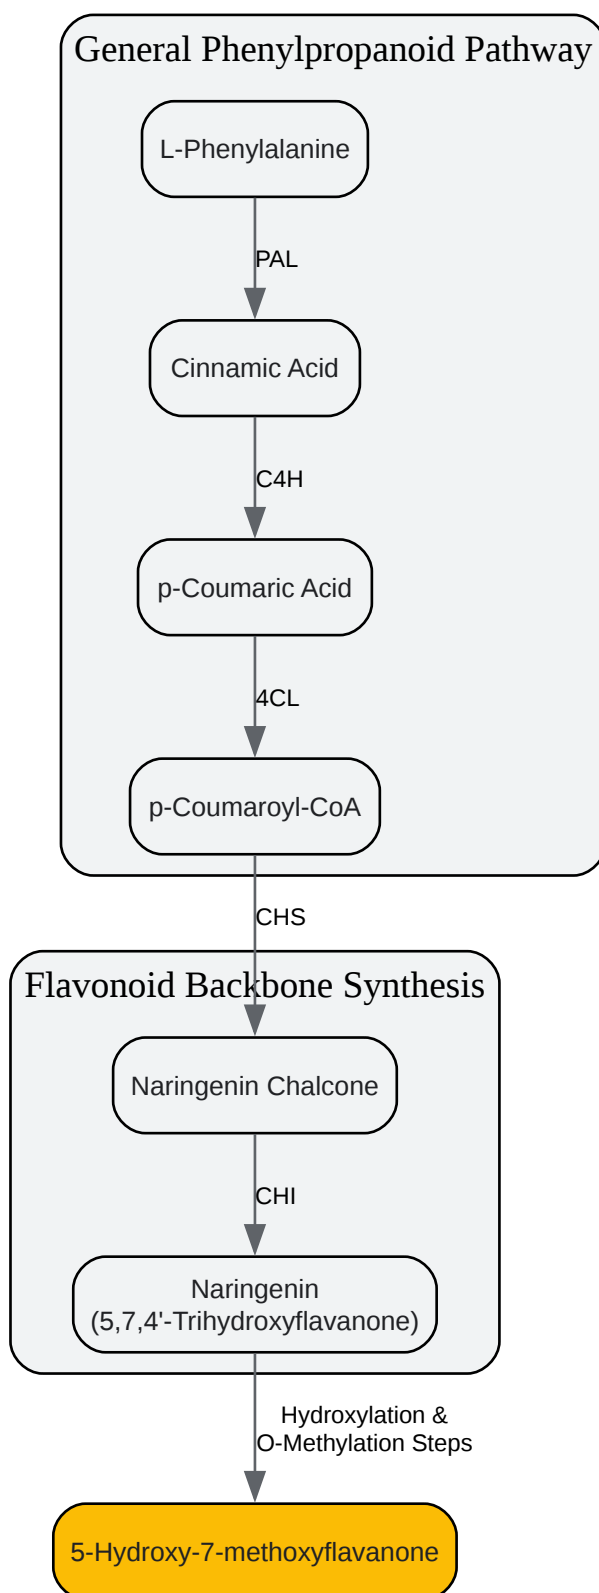 General Phenylpropanoid Pathway
L-Phenylalanine
PAL
Cinnamic Acid
C4H
p-Coumaric Acid
4CL
p-Coumaroyl-CoA
CHS
Flavonoid Backbone Synthesis
Naringenin Chalcone
CHI
Naringenin
(5,7,4'-Trihydroxyflavanone)
Hydroxylation &
O-Methylation Steps
5-Hydroxy-7-methoxyflavanone